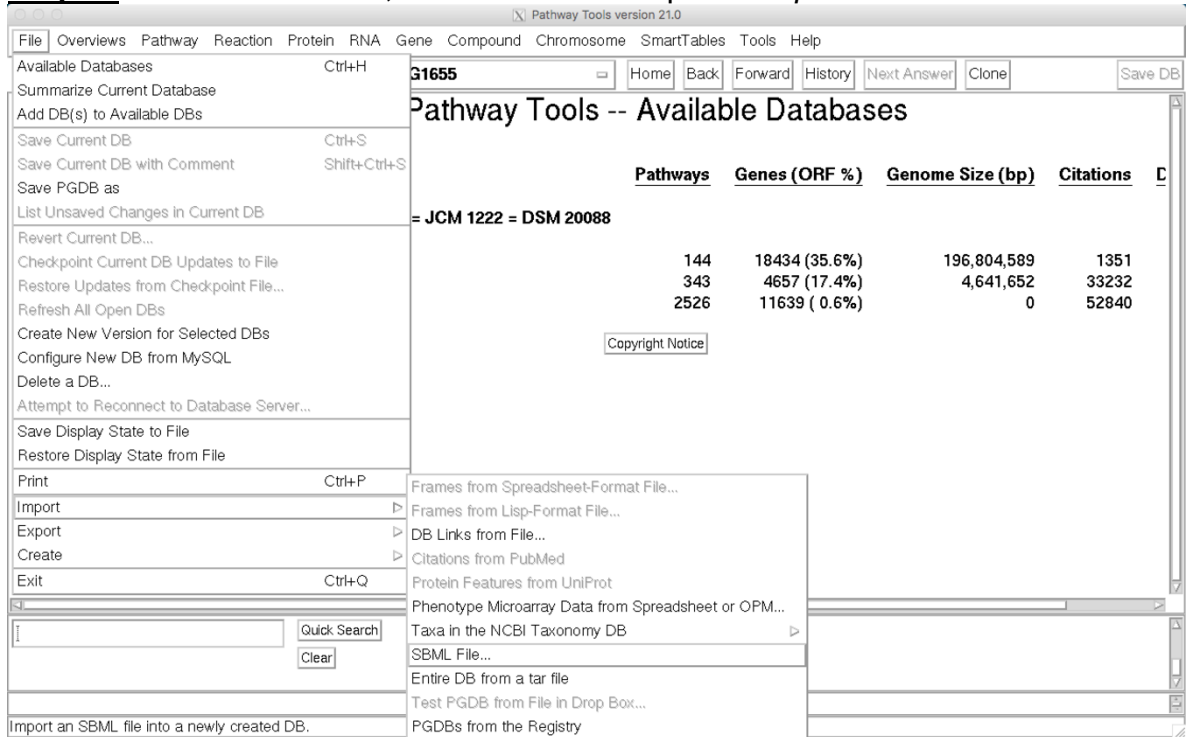 Pathway Tools version 21.0
File Overviews Pathway Reaction Protein RNA Gene Compound Chromosome SmartTables Tools Help
G1655 Home Back Forward History Next Answer Clone Save DB
Available Databases Ctrl+H
Summarize Current Database
Add DB(s) to Available DBs
Save Current DB Ctrl+S
Save Current DB with Comment Shift+Ctrl+S
Save PGDB as
List Unsaved Changes in Current DB
Revert Current DB...
Checkpoint Current DB Updates to File
Restore Updates from Checkpoint File...
Refresh All Open DBs
Create New Version for Selected DBs
Configure New DB from MySQL
Delete a DB...
Attempt to Reconnect to Database Server...
Save Display State to File
Restore Display State from File
Print Ctrl+P
Import
Export
Create
Exit Ctrl+Q
Pathway Tools -- Available Databases
Pathways Genes (ORF %) Genome Size (bp) Citations D
= JCM 1222 = DSM 20088
144 18434 (35.6%) 196,804,589 1351
343 4657 (17.4%) 4,641,652 33232
2526 11639 ( 0.6%) 0 52840
Copyright Notice
Frames from Spreadsheet-Format File...
Frames from Lisp-Format File...
DB Links from File...
Citations from PubMed
Protein Features from UniProt
Phenotype Microarray Data from Spreadsheet or OPM...
Taxa in the NCBI Taxonomy DB
SBML File...
Entire DB from a tar file
Test PGDB from File in Drop Box...
PGDBs from the Registry
Quick Search
Clear
Import an SBML file into a newly created DB.